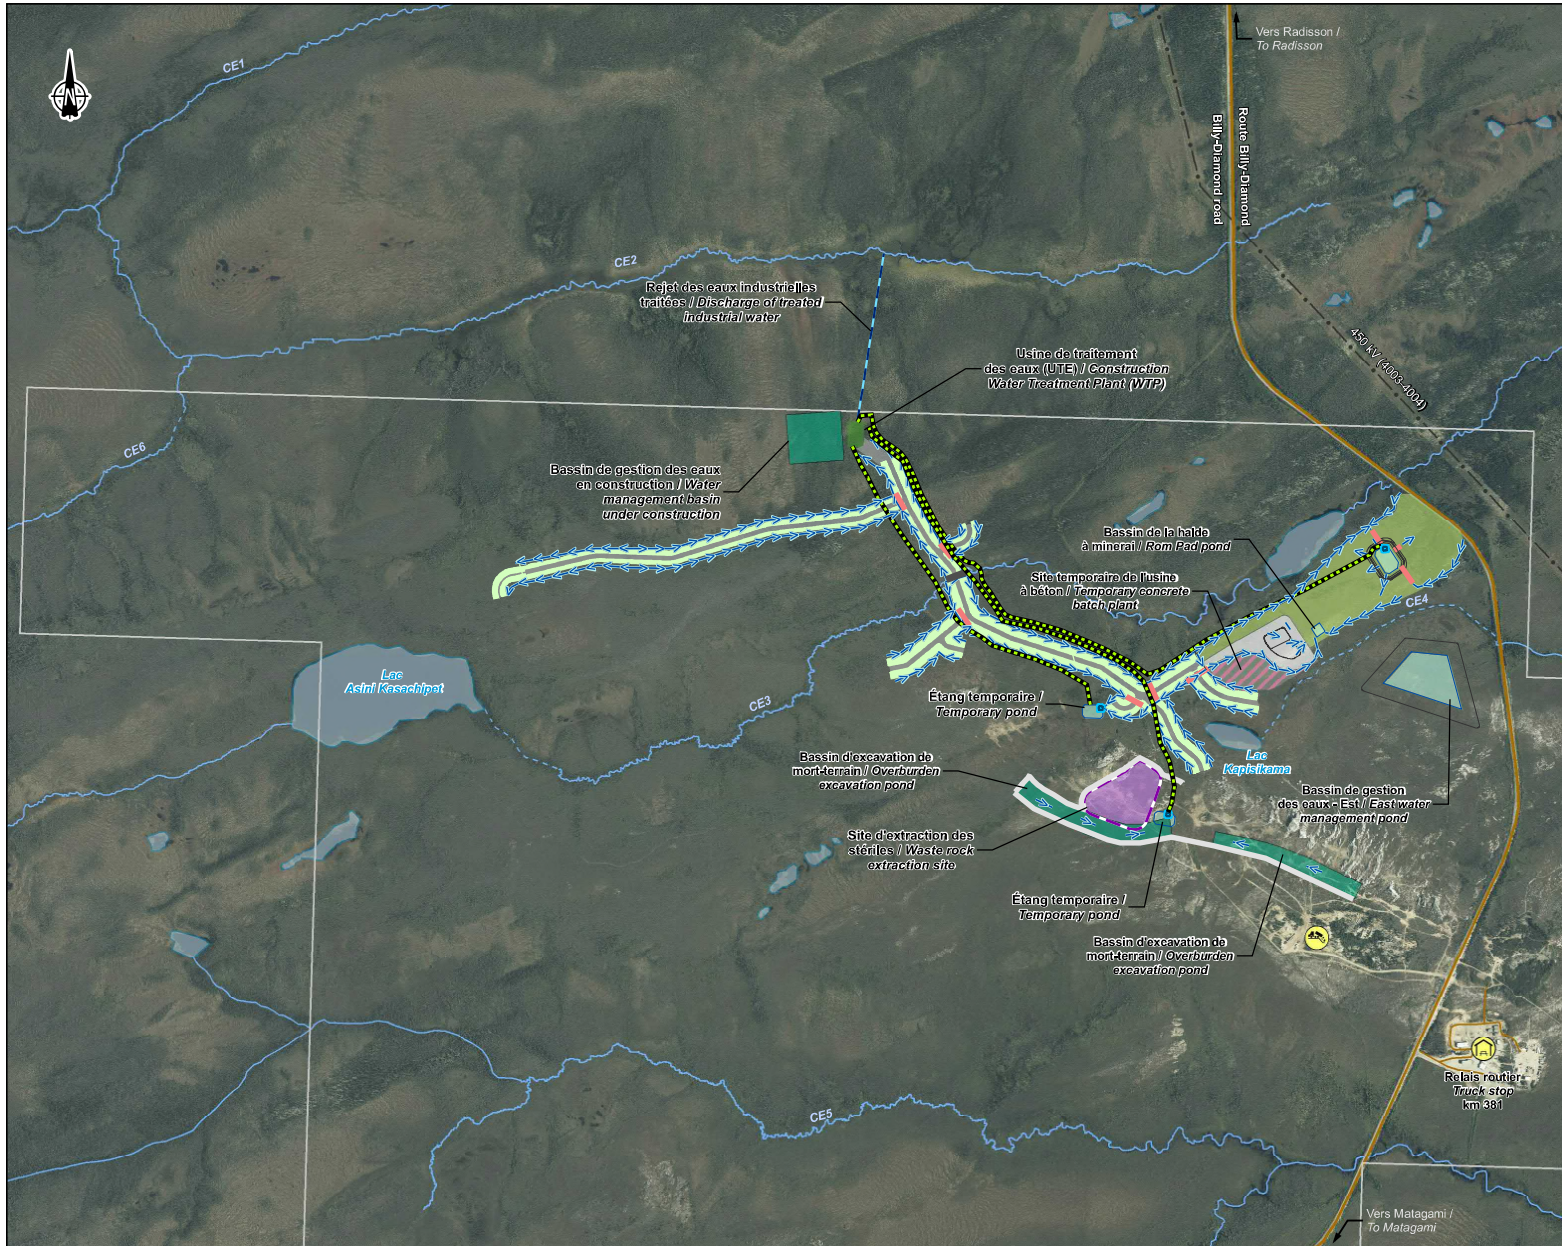 N
CE1
Vers Radisson /
To Radisson
Route Billy-Diamond
Billy-Diamond road
CE2
Rejet des eaux industrielles
traitées / Discharge of treated
industrial water
Usine de traitement
des eaux (UTE) / Construction
Water Treatment Plant (WTP)
450 kV (4003-4004)
CE6
Bassin de gestion des eaux
en construction / Water
management basin
under construction
Bassin de la halde
à minerai / Rom Pad pond
Site temporaire de l'usine
à béton / Temporary concrete
batch plant
CE4
Lac
Asini Kasachipet
CE3
Étang temporaire /
Temporary pond
Lac
Kapisikama
Bassin d'excavation de
mort-terrain / Overburden
excavation pond
Bassin de gestion
des eaux - Est / East water
management pond
Site d'extraction des
stériles / Waste rock
extraction site
Étang temporaire /
Temporary pond
Bassin d'excavation de
mort-terrain / Overburden
excavation pond
Relais routier
Truck stop
km 381
CE5
Vers Matagami /
To Matagami